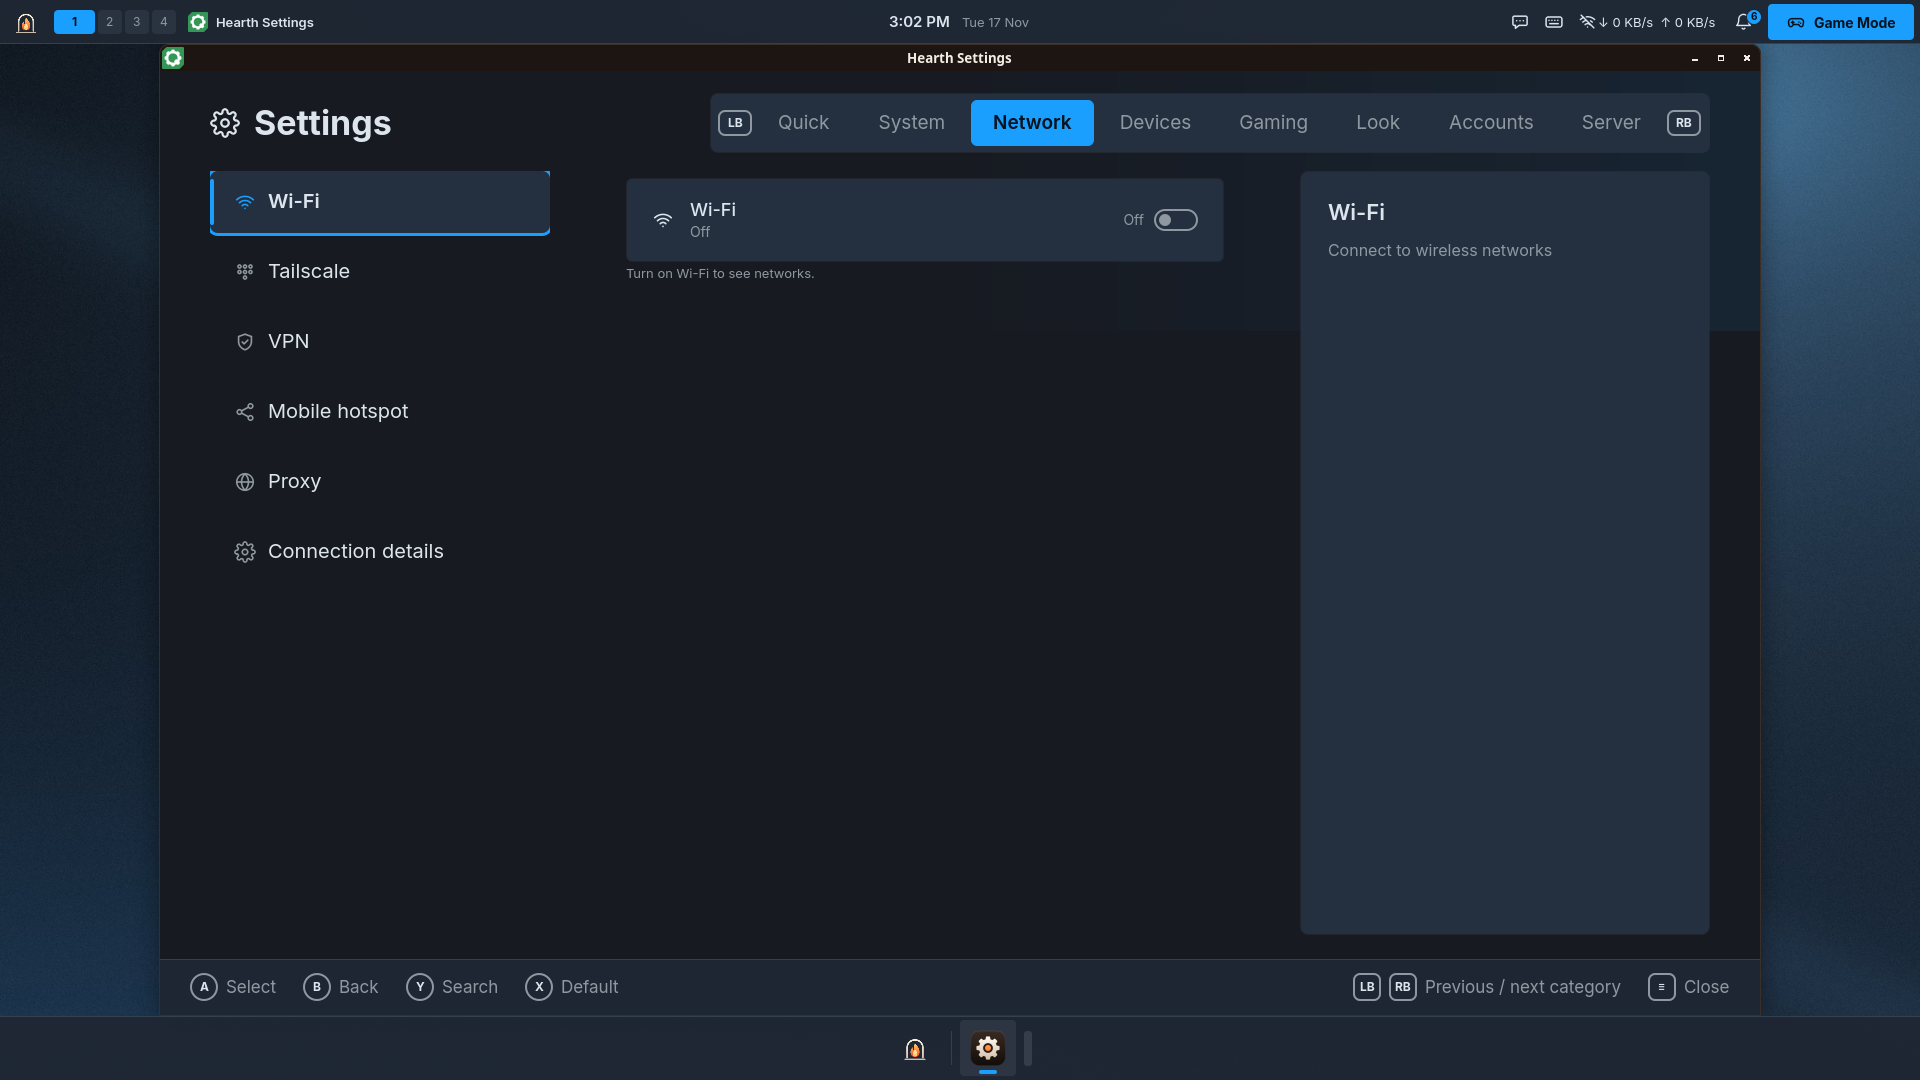 1 2 3 4 Hearth Settings 3:02 PM Tue 17 Nov ↓ 0 KB/s ↑ 0 KB/s 6 Game Mode
Hearth Settings
Settings
LB Quick System Network Devices Gaming Look Accounts Server RB
Wi-Fi
Tailscale
VPN
Mobile hotspot
Proxy
Connection details
Wi-Fi
Off
Off
Turn on Wi-Fi to see networks.
Wi-Fi
Connect to wireless networks
A Select B Back Y Search X Default LB RB Previous / next category ≡ Close